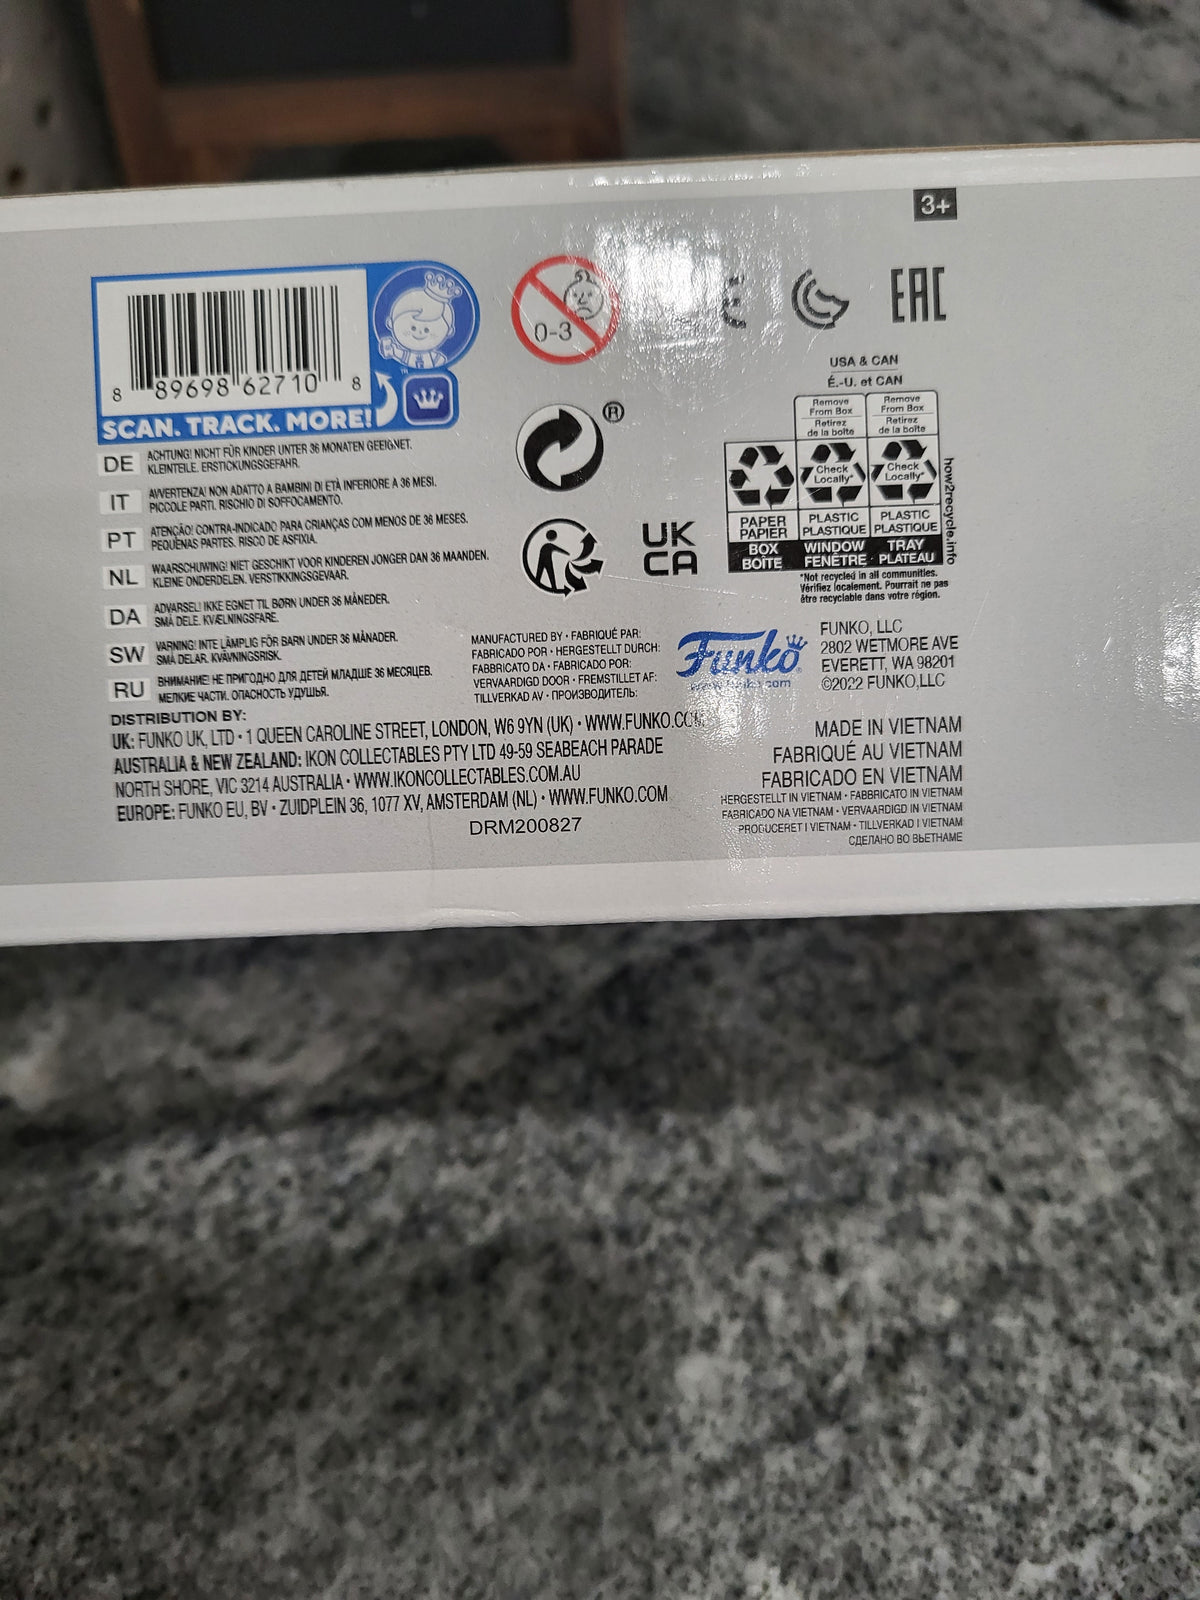 3+
8 89698 62710 8
SCAN. TRACK. MORE!
0-3
EAC
®
UK
CA
USA & CAN
É.-U. et CAN
Remove
From Box
Retirez
de la boîte
Remove
From Box
Retirez
de la boîte
Check
Locally*
Check
Locally*
PAPER
PAPIER
PLASTIC
PLASTIQUE
PLASTIC
PLASTIQUE
BOX
BOÎTE
WINDOW
FENÊTRE
TRAY
PLATEAU
how2recycle.info
*Not recycled in all communities.
Vérifiez localement. Pourrait ne pas
être recyclable dans votre région.
DE ACHTUNG! NICHT FÜR KINDER UNTER 36 MONATEN GEEIGNET.
KLEINTEILE. ERSTICKUNGSGEFAHR.
IT AVVERTENZA! NON ADATTO A BAMBINI DI ETÀ INFERIORE A 36 MESI.
PICCOLE PARTI. RISCHIO DI SOFFOCAMENTO.
PT ATENÇÃO! CONTRA-INDICADO PARA CRIANÇAS COM MENOS DE 36 MESES.
PEQUENAS PARTES. RISCO DE ASFIXIA.
NL WAARSCHUWING! NIET GESCHIKT VOOR KINDEREN JONGER DAN 36 MAANDEN.
KLEINE ONDERDELEN. VERSTIKKINGSGEVAAR.
DA ADVARSEL! IKKE EGNET TIL BØRN UNDER 36 MÅNEDER.
SMÅ DELE. KVÆLNINGSFARE.
SW VARNING! INTE LÄMPLIG FÖR BARN UNDER 36 MÅNADER.
SMÅ DELAR. KVÄVNINGSRISK.
RU ВНИМАНИЕ! НЕ ПРИГОДНО ДЛЯ ДЕТЕЙ МЛАДШЕ 36 МЕСЯЦЕВ.
МЕЛКИЕ ЧАСТИ. ОПАСНОСТЬ УДУШЬЯ.
MANUFACTURED BY • FABRIQUÉ PAR:
FABRICADO POR • HERGESTELLT DURCH:
FABBRICATO DA • FABRICADO POR:
VERVAARDIGD DOOR • FREMSTILLET AF:
TILLVERKAD AV • ПРОИЗВОДИТЕЛЬ:
Funko
FUNKO, LLC
2802 WETMORE AVE
EVERETT, WA 98201
©2022 FUNKO,LLC
DISTRIBUTION BY:
UK: FUNKO UK, LTD • 1 QUEEN CAROLINE STREET, LONDON, W6 9YN (UK) • WWW.FUNKO.COM
AUSTRALIA & NEW ZEALAND: IKON COLLECTABLES PTY LTD 49-59 SEABEACH PARADE
NORTH SHORE, VIC 3214 AUSTRALIA • WWW.IKONCOLLECTABLES.COM.AU
EUROPE: FUNKO EU, BV • ZUIDPLEIN 36, 1077 XV, AMSTERDAM (NL) • WWW.FUNKO.COM
DRM200827
MADE IN VIETNAM
FABRIQUÉ AU VIETNAM
FABRICADO EN VIETNAM
HERGESTELLT IN VIETNAM • FABBRICATO IN VIETNAM
FABRICADO NA VIETNAM • VERVAARDIGD IN VIETNAM
PRODUCERET I VIETNAM • TILLVERKAD I VIETNAM
СДЕЛАНО ВО ВЬЕТНАМЕ